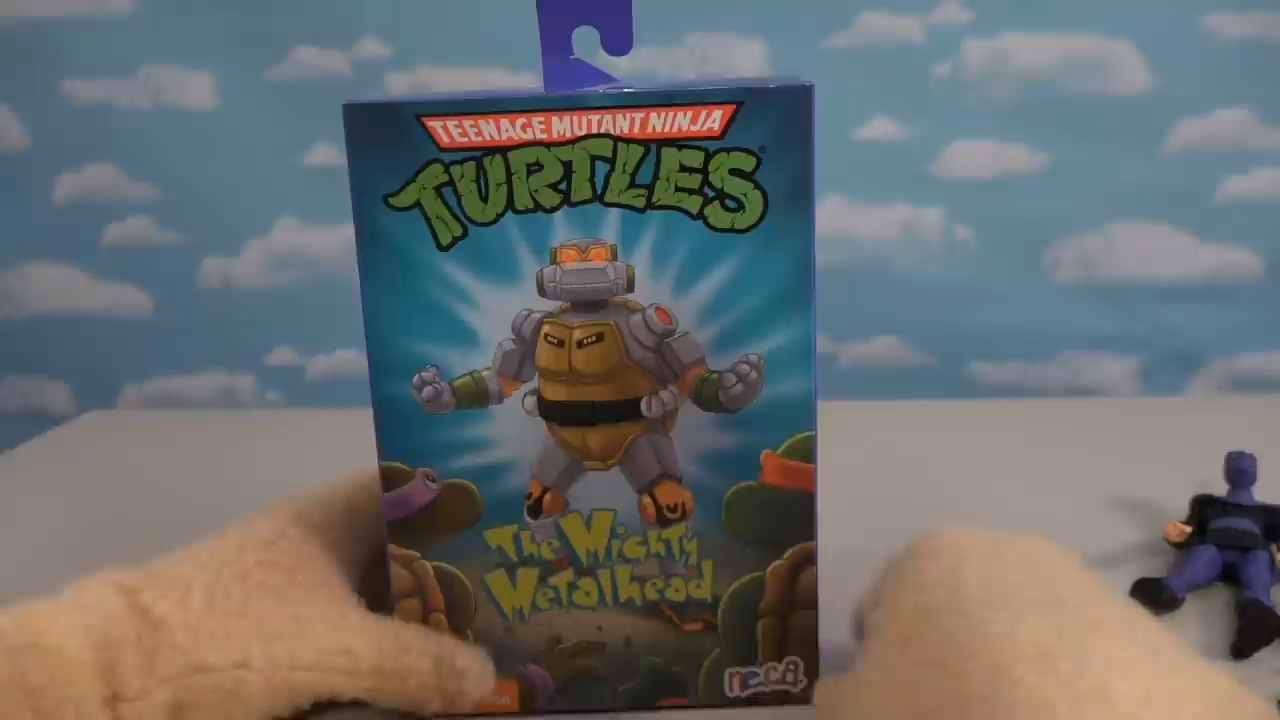 TEENAGE MUTANT NINJA
TURTLES
The Mighty
Metalhead
neca